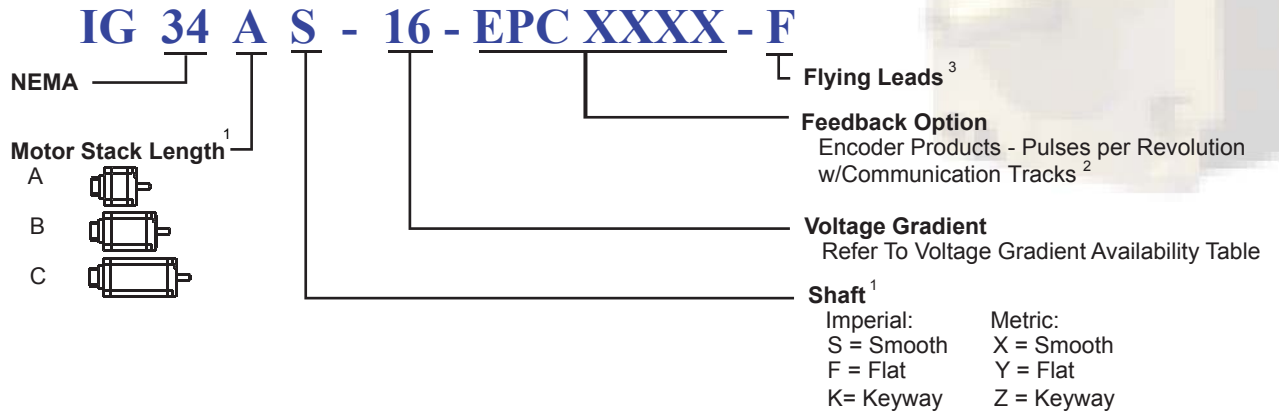 IG 34 A S - 16 - EPC XXXX - F
NEMA
Motor Stack Length 1
A
B
C
Flying Leads 3
Feedback Option
Encoder Products - Pulses per Revolution
w/Communication Tracks 2
Voltage Gradient
Refer To Voltage Gradient Availability Table
Shaft 1
Imperial: Metric:
S = Smooth X = Smooth
F = Flat Y = Flat
K= Keyway Z = Keyway